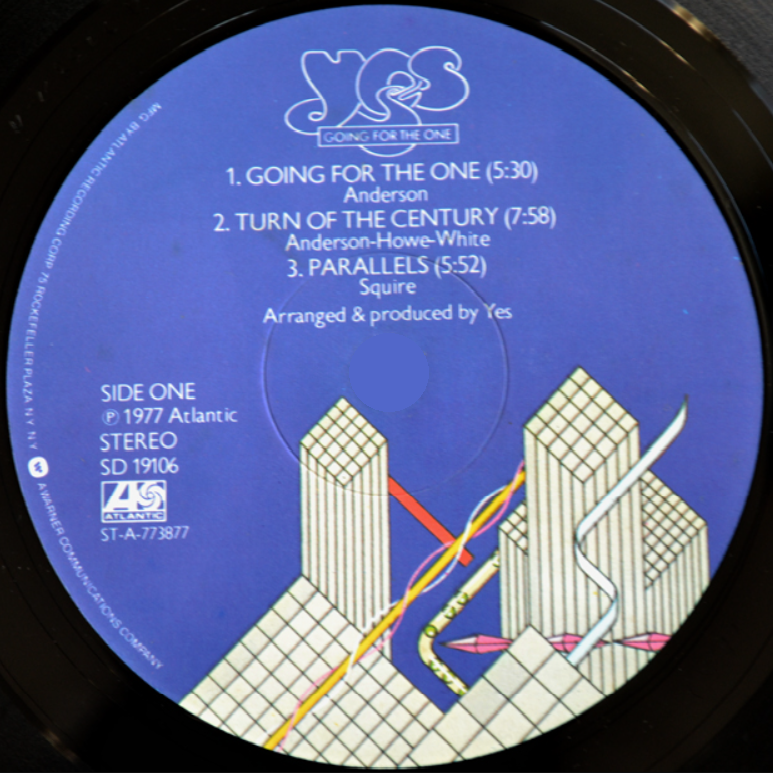 yes
GOING FOR THE ONE
1. GOING FOR THE ONE (5:30)
Anderson
2. TURN OF THE CENTURY (7:58)
Anderson-Howe-White
3. PARALLELS (5:52)
Squire
Arranged & produced by Yes
SIDE ONE
℗ 1977 Atlantic
STEREO
SD 19106
ATLANTIC
ST-A-773877
MFG. BY ATLANTIC RECORDING CORP. 75 ROCKEFELLER PLAZA N.Y. N.Y.
A WARNER COMMUNICATIONS COMPANY